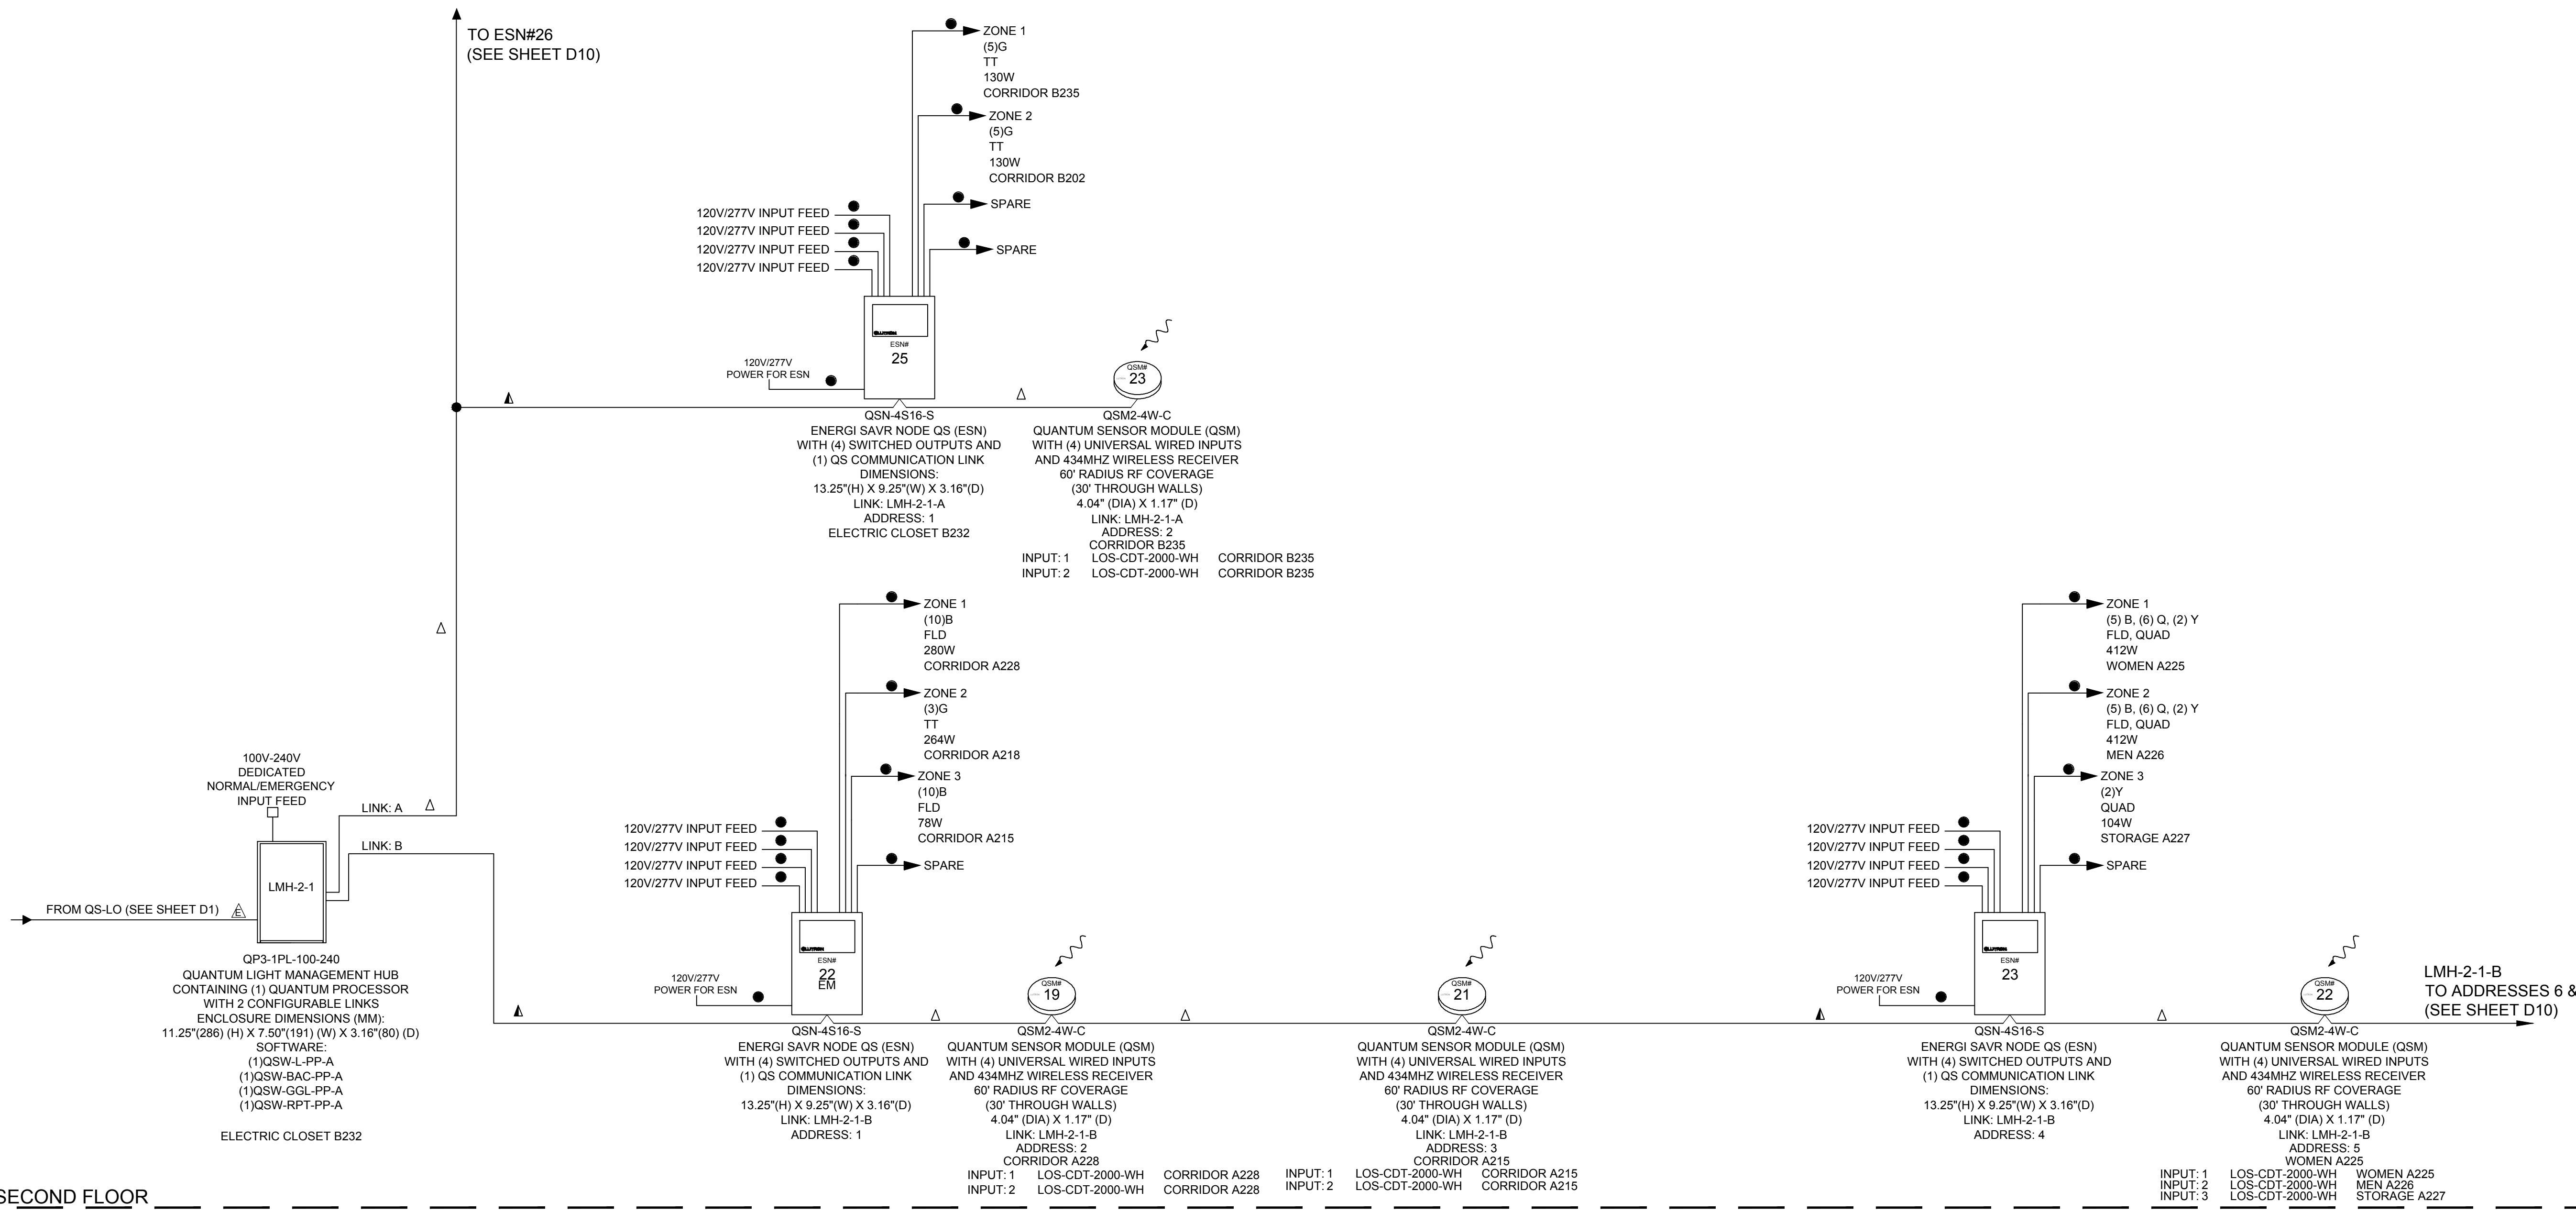 TO ESN#26
(SEE SHEET D10)
ZONE 1
(5)G
TT
130W
CORRIDOR B235
ZONE 2
(5)G
TT
130W
CORRIDOR B202
SPARE
SPARE
120V/277V INPUT FEED
120V/277V INPUT FEED
120V/277V INPUT FEED
120V/277V INPUT FEED
LUTRON
ESN#
25
120V/277V
POWER FOR ESN
QSM#
23
QSN-4S16-S
ENERGI SAVR NODE QS (ESN)
WITH (4) SWITCHED OUTPUTS AND
(1) QS COMMUNICATION LINK
DIMENSIONS:
13.25"(H) X 9.25"(W) X 3.16"(D)
LINK: LMH-2-1-A
ADDRESS: 1
ELECTRIC CLOSET B232
QSM2-4W-C
QUANTUM SENSOR MODULE (QSM)
WITH (4) UNIVERSAL WIRED INPUTS
AND 434MHZ WIRELESS RECEIVER
60' RADIUS RF COVERAGE
(30' THROUGH WALLS)
4.04" (DIA) X 1.17" (D)
LINK: LMH-2-1-A
ADDRESS: 2
CORRIDOR B235
INPUT: 1 LOS-CDT-2000-WH CORRIDOR B235
INPUT: 2 LOS-CDT-2000-WH CORRIDOR B235
100V-240V
DEDICATED
NORMAL/EMERGENCY
INPUT FEED
LINK: A
LINK: B
LMH-2-1
FROM QS-LO (SEE SHEET D1)
E
QP3-1PL-100-240
QUANTUM LIGHT MANAGEMENT HUB
CONTAINING (1) QUANTUM PROCESSOR
WITH 2 CONFIGURABLE LINKS
ENCLOSURE DIMENSIONS (MM):
11.25"(286) (H) X 7.50"(191) (W) X 3.16"(80) (D)
SOFTWARE:
(1)QSW-L-PP-A
(1)QSW-BAC-PP-A
(1)QSW-GGL-PP-A
(1)QSW-RPT-PP-A
ELECTRIC CLOSET B232
ZONE 1
(10)B
FLD
280W
CORRIDOR A228
ZONE 2
(3)G
TT
264W
CORRIDOR A218
ZONE 3
(10)B
FLD
78W
CORRIDOR A215
SPARE
120V/277V INPUT FEED
120V/277V INPUT FEED
120V/277V INPUT FEED
120V/277V INPUT FEED
LUTRON
ESN#
22
EM
120V/277V
POWER FOR ESN
QSN-4S16-S
ENERGI SAVR NODE QS (ESN)
WITH (4) SWITCHED OUTPUTS AND
(1) QS COMMUNICATION LINK
DIMENSIONS:
13.25"(H) X 9.25"(W) X 3.16"(D)
LINK: LMH-2-1-B
ADDRESS: 1
QSM#
19
QSM2-4W-C
QUANTUM SENSOR MODULE (QSM)
WITH (4) UNIVERSAL WIRED INPUTS
AND 434MHZ WIRELESS RECEIVER
60' RADIUS RF COVERAGE
(30' THROUGH WALLS)
4.04" (DIA) X 1.17" (D)
LINK: LMH-2-1-B
ADDRESS: 2
CORRIDOR A228
INPUT: 1 LOS-CDT-2000-WH CORRIDOR A228
INPUT: 2 LOS-CDT-2000-WH CORRIDOR A228
QSM#
21
QSM2-4W-C
QUANTUM SENSOR MODULE (QSM)
WITH (4) UNIVERSAL WIRED INPUTS
AND 434MHZ WIRELESS RECEIVER
60' RADIUS RF COVERAGE
(30' THROUGH WALLS)
4.04" (DIA) X 1.17" (D)
LINK: LMH-2-1-B
ADDRESS: 3
CORRIDOR A215
INPUT: 1 LOS-CDT-2000-WH CORRIDOR A215
INPUT: 2 LOS-CDT-2000-WH CORRIDOR A215
ZONE 1
(5) B, (6) Q, (2) Y
FLD, QUAD
412W
WOMEN A225
ZONE 2
(5) B, (6) Q, (2) Y
FLD, QUAD
412W
MEN A226
ZONE 3
(2)Y
QUAD
104W
STORAGE A227
SPARE
120V/277V INPUT FEED
120V/277V INPUT FEED
120V/277V INPUT FEED
120V/277V INPUT FEED
LUTRON
ESN#
23
120V/277V
POWER FOR ESN
QSN-4S16-S
ENERGI SAVR NODE QS (ESN)
WITH (4) SWITCHED OUTPUTS AND
(1) QS COMMUNICATION LINK
DIMENSIONS:
13.25"(H) X 9.25"(W) X 3.16"(D)
LINK: LMH-2-1-B
ADDRESS: 4
QSM#
22
QSM2-4W-C
QUANTUM SENSOR MODULE (QSM)
WITH (4) UNIVERSAL WIRED INPUTS
AND 434MHZ WIRELESS RECEIVER
60' RADIUS RF COVERAGE
(30' THROUGH WALLS)
4.04" (DIA) X 1.17" (D)
LINK: LMH-2-1-B
ADDRESS: 5
WOMEN A225
INPUT: 1 LOS-CDT-2000-WH WOMEN A225
INPUT: 2 LOS-CDT-2000-WH MEN A226
INPUT: 3 LOS-CDT-2000-WH STORAGE A227
LMH-2-1-B
TO ADDRESSES 6 &
(SEE SHEET D10)
SECOND FLOOR